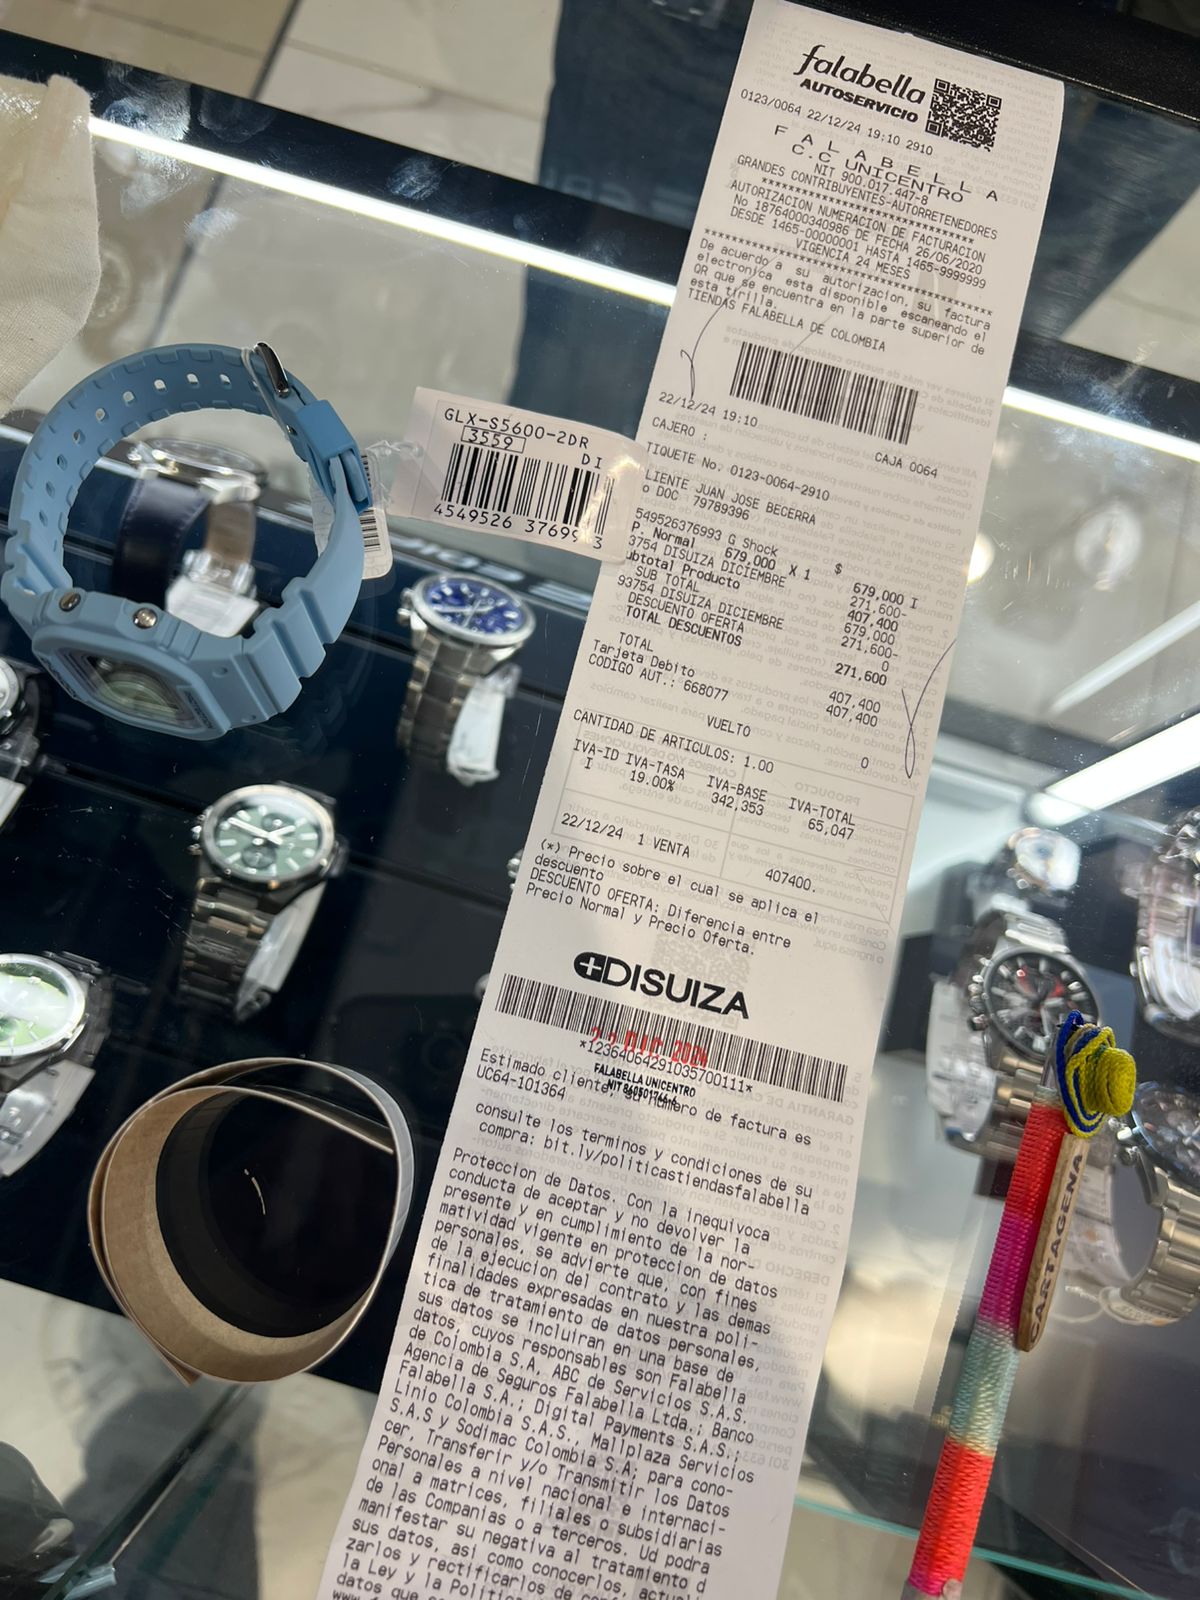 falabella
AUTOSERVICIO
0123/0064 22/12/24 19:10 2910
F A L A B E L L A
C.C UNICENTRO
NIT 900.017.447-8
GRANDES CONTRIBUYENTES-AUTORRETENEDORES
AUTORIZACION NUMERACION DE FACTURACION
No 18764000340986 DE FECHA 26/06/2020
DESDE 1465-00000001 HASTA 1465-9999999
VIGENCIA 24 MESES
De acuerdo a su autorizacion, su factura
electronica esta disponible escaneando el
QR que se encuentra en la parte superior de
esta tirilla.
TIENDAS FALABELLA DE COLOMBIA
22/12/24 19:10
CAJERO : CAJA 0064
TIQUETE No. 0123-0064-2910
LIENTE JUAN JOSE BECERRA
o DOC 79789396
549526376993 G Shock
P. Normal 679,000 X 1 $ 679,000 I
3754 DISUIZA DICIEMBRE 271,600-
ubtotal Producto 407,400
SUB TOTAL 679,000
93754 DISUIZA DICIEMBRE 271,600-
DESCUENTO OFERTA 0
TOTAL DESCUENTOS 271,600
TOTAL 407,400
Tarjeta Debito 407,400
CODIGO AUT.: 668077
VUELTO 0
CANTIDAD DE ARTICULOS: 1.00
IVA-ID IVA-TASA IVA-BASE IVA-TOTAL
I 19.00% 342,353 65,047
22/12/24 1 VENTA 407400.
(*) Precio sobre el cual se aplica el
descuento
DESCUENTO OFERTA: Diferencia entre
Precio Normal y Precio Oferta.
DISUIZA
*12364064291035700111*
FALABELLA UNICENTRO
Estimado cliente, su numero de factura es
UC64-101364
consulte los terminos y condiciones de su
compra: bit.ly/politicastiendasfalabella
Proteccion de Datos. Con la inequivoca
conducta de aceptar y no devolver la
presente y en cumplimiento de la nor-
matividad vigente en proteccion de datos
personales, se advierte que, con fines
de la ejecucion del contrato y las demas
finalidades expresadas en nuestra poli-
tica de tratamiento de datos personales,
sus datos se incluiran en una base de
datos, cuyos responsables son Falabella
de Colombia S.A, ABC de Servicios S.A.S.
Agencia de Seguros Falabella Ltda.; Banco
Falabella S.A.; Digital Payments S.A.S.;
Linio Colombia S.A.S., Mallplaza Servicios
S.A.S y Sodimac Colombia S.A; para cono-
cer, Transferir y/o Transmitir los Datos
Personales a nivel nacional e internaci-
onal a matrices, filiales o subsidiarias
de las Companias o a terceros. Ud podra
manifestar su negativa al tratamiento d
sus datos, asi como conocerlos, actuali
zarlos y rectificarlos de
la Ley y la Politica
datos que
GLX-S5600-2DR
3559
DI
4549526 3769
CARTAGENA